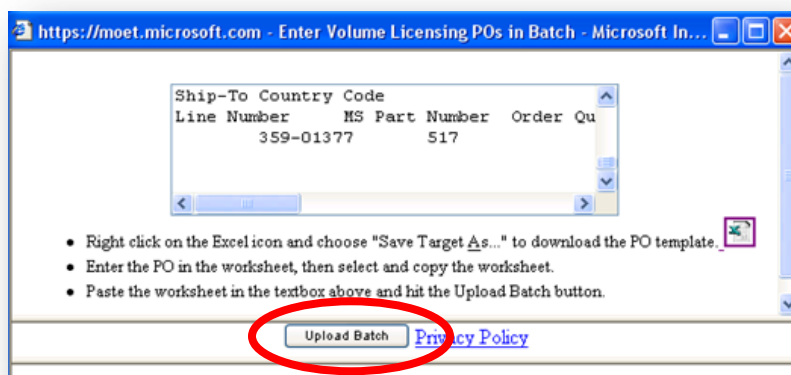 https://moet.microsoft.com - Enter Volume Licensing POs in Batch - Microsoft In...
Ship-To Country Code
Line Number MS Part Number Order Qu
359-01377 517
Right click on the Excel icon and choose "Save Target As..." to download the PO template.
Enter the PO in the worksheet, then select and copy the worksheet.
Paste the worksheet in the textbox above and hit the Upload Batch button.
Upload Batch Privacy Policy